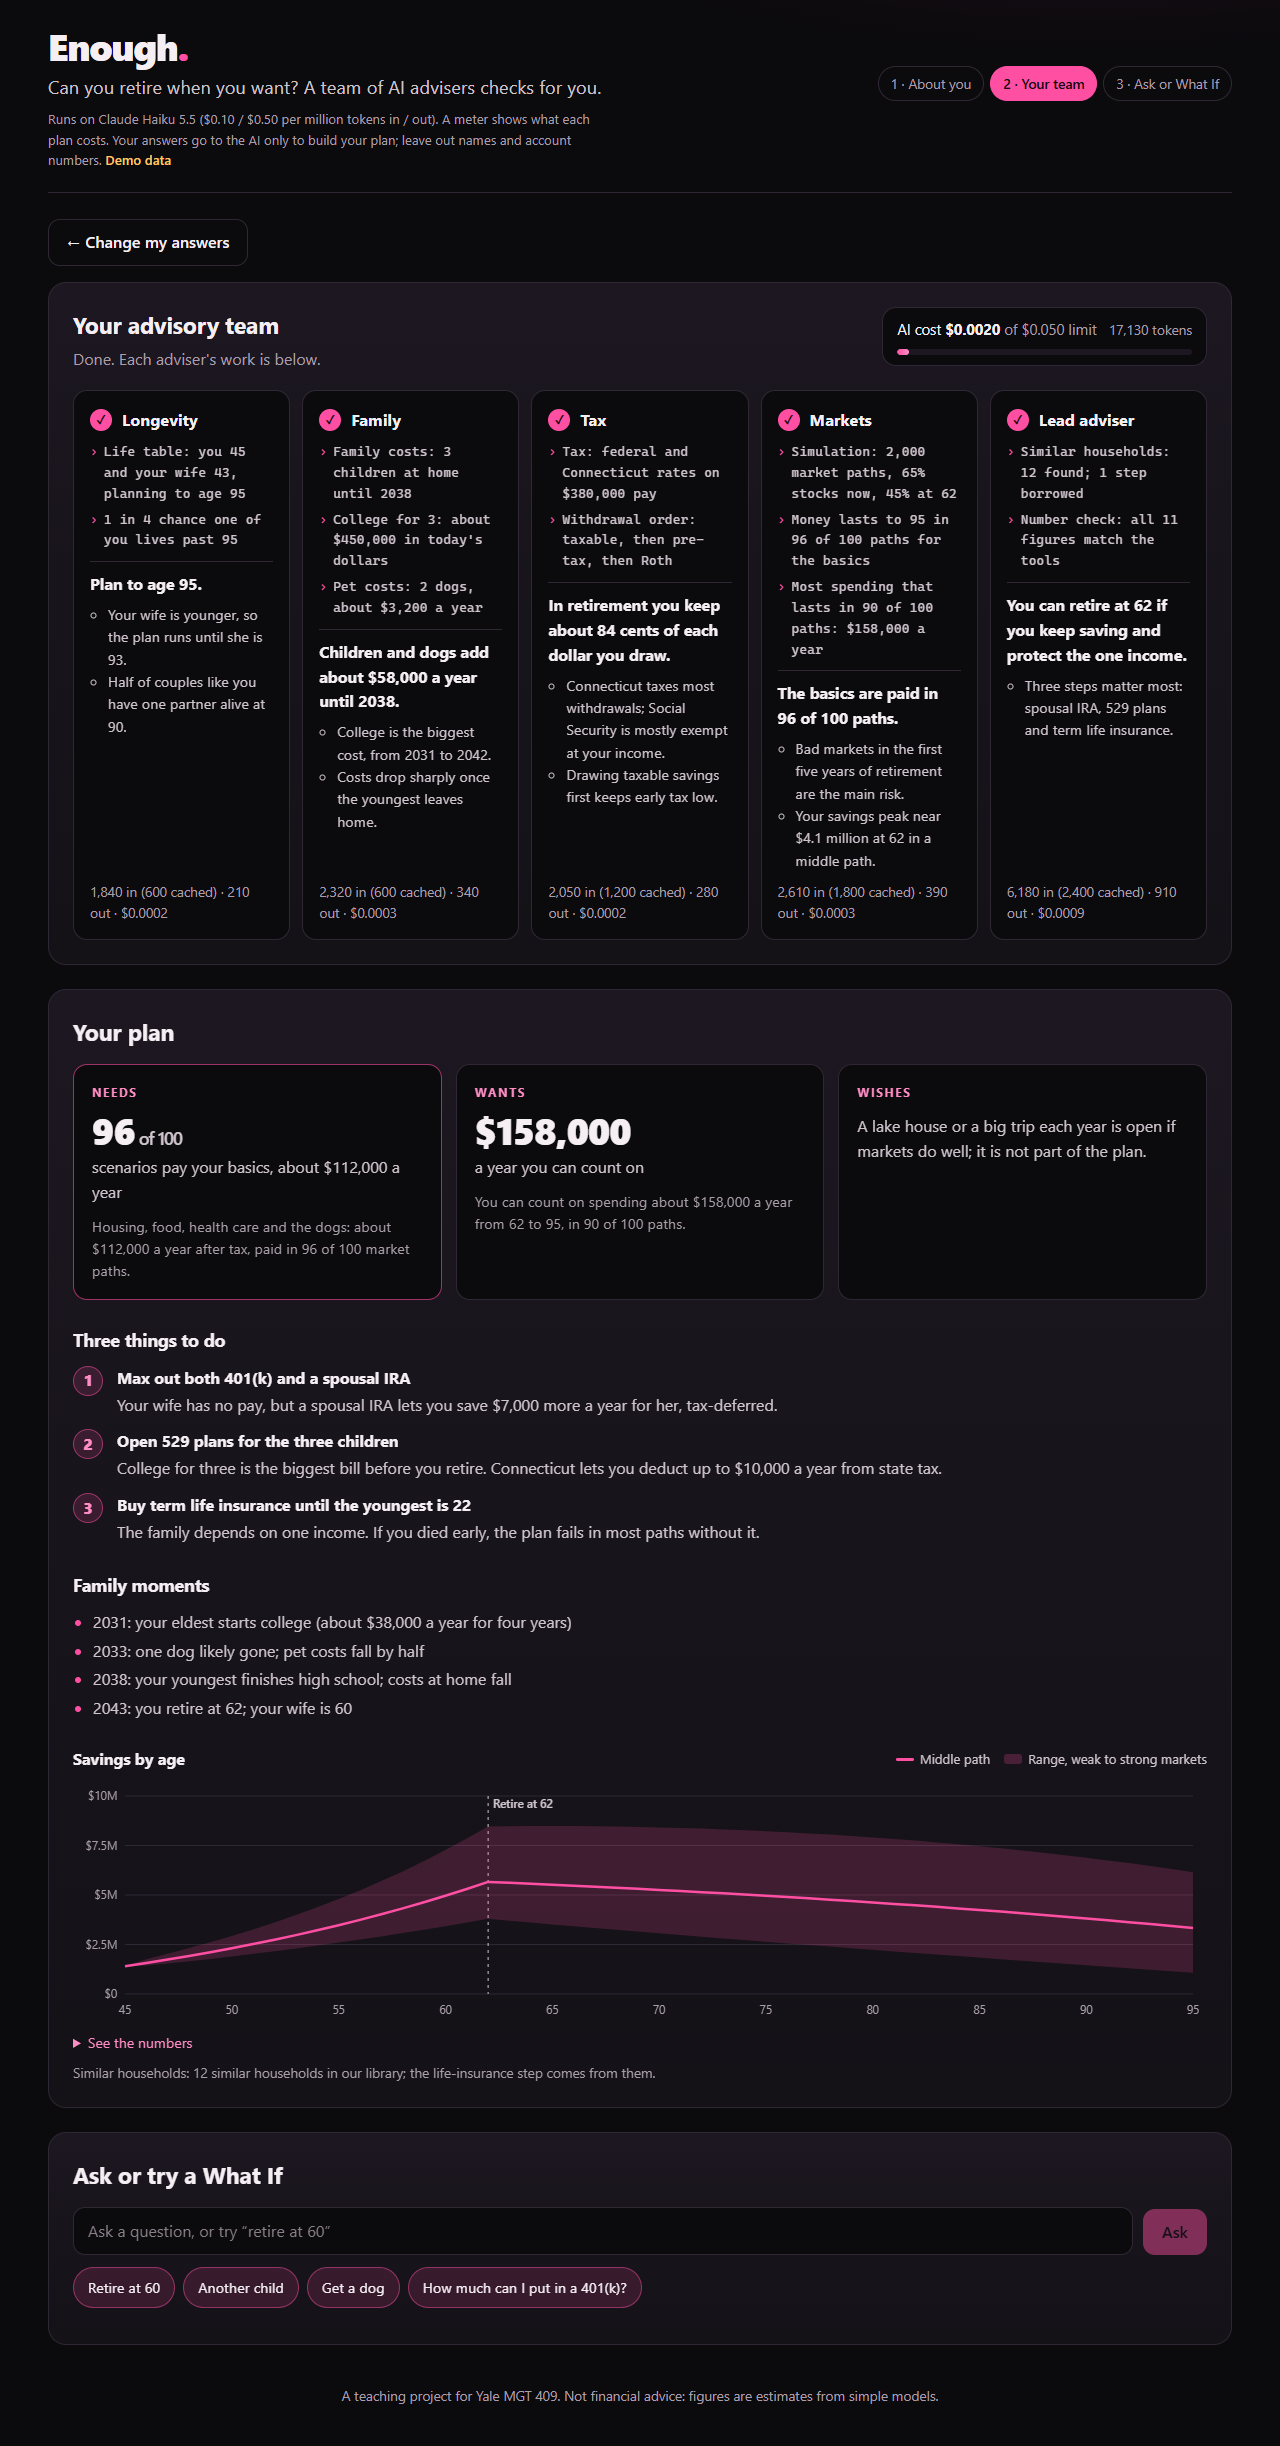 Enough.
Can you retire when you want? A team of AI advisers checks for you.
Runs on Claude Haiku 5.5 ($0.10 / $0.50 per million tokens in / out). A meter shows what each
plan costs. Your answers go to the AI only to build your plan; leave out names and account
numbers. Demo data
1 · About you
2 · Your team
3 · Ask or What If
← Change my answers
Your advisory team
Done. Each adviser's work is below.
AI cost $0.0020 of $0.050 limit 17,130 tokens
✓ Longevity
› Life table: you 45
and your wife 43,
planning to age 95
› 1 in 4 chance one of
you lives past 95
Plan to age 95.
Your wife is younger, so
the plan runs until she is
93.
Half of couples like you
have one partner alive at
90.
1,840 in (600 cached) · 210
out · $0.0002
✓ Family
› Family costs: 3
children at home
until 2038
› College for 3: about
$450,000 in today's
dollars
› Pet costs: 2 dogs,
about $3,200 a year
Children and dogs add
about $58,000 a year
until 2038.
College is the biggest
cost, from 2031 to 2042.
Costs drop sharply once
the youngest leaves
home.
2,320 in (600 cached) · 340
out · $0.0003
✓ Tax
› Tax: federal and
Connecticut rates on
$380,000 pay
› Withdrawal order:
taxable, then pre-
tax, then Roth
In retirement you keep
about 84 cents of each
dollar you draw.
Connecticut taxes most
withdrawals; Social
Security is mostly exempt
at your income.
Drawing taxable savings
first keeps early tax low.
2,050 in (1,200 cached) · 280
out · $0.0002
✓ Markets
› Simulation: 2,000
market paths, 65%
stocks now, 45% at 62
› Money lasts to 95 in
96 of 100 paths for
the basics
› Most spending that
lasts in 90 of 100
paths: $158,000 a
year
The basics are paid in
96 of 100 paths.
Bad markets in the first
five years of retirement
are the main risk.
Your savings peak near
$4.1 million at 62 in a
middle path.
2,610 in (1,800 cached) · 390
out · $0.0003
✓ Lead adviser
› Similar households:
12 found; 1 step
borrowed
› Number check: all 11
figures match the
tools
You can retire at 62 if
you keep saving and
protect the one income.
Three steps matter most:
spousal IRA, 529 plans
and term life insurance.
6,180 in (2,400 cached) · 910
out · $0.0009
Your plan
NEEDS
96 of 100
scenarios pay your basics, about $112,000 a
year
Housing, food, health care and the dogs: about
$112,000 a year after tax, paid in 96 of 100 market
paths.
WANTS
$158,000
a year you can count on
You can count on spending about $158,000 a year
from 62 to 95, in 90 of 100 paths.
WISHES
A lake house or a big trip each year is open if
markets do well; it is not part of the plan.
Three things to do
1 Max out both 401(k) and a spousal IRA
Your wife has no pay, but a spousal IRA lets you save $7,000 more a year for her, tax-deferred.
2 Open 529 plans for the three children
College for three is the biggest bill before you retire. Connecticut lets you deduct up to $10,000 a year from state tax.
3 Buy term life insurance until the youngest is 22
The family depends on one income. If you died early, the plan fails in most paths without it.
Family moments
2031: your eldest starts college (about $38,000 a year for four years)
2033: one dog likely gone; pet costs fall by half
2038: your youngest finishes high school; costs at home fall
2043: you retire at 62; your wife is 60
Savings by age
Middle path
Range, weak to strong markets
$10M
$7.5M
$5M
$2.5M
$0
Retire at 62
45 50 55 60 65 70 75 80 85 90 95
▶ See the numbers
Similar households: 12 similar households in our library; the life-insurance step comes from them.
Ask or try a What If
Ask a question, or try “retire at 60”
Ask
Retire at 60
Another child
Get a dog
How much can I put in a 401(k)?
A teaching project for Yale MGT 409. Not financial advice: figures are estimates from simple models.